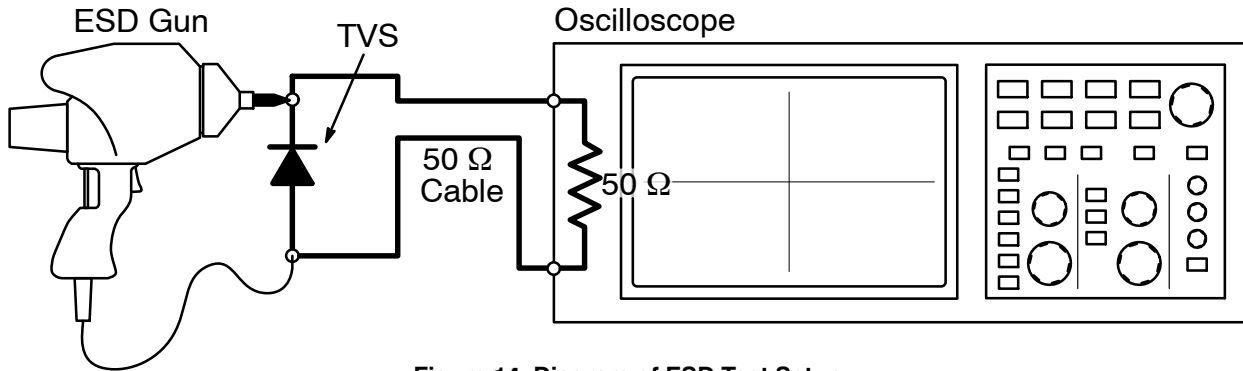 ESD Gun
TVS
Oscilloscope
50 Ω
Cable
50 Ω